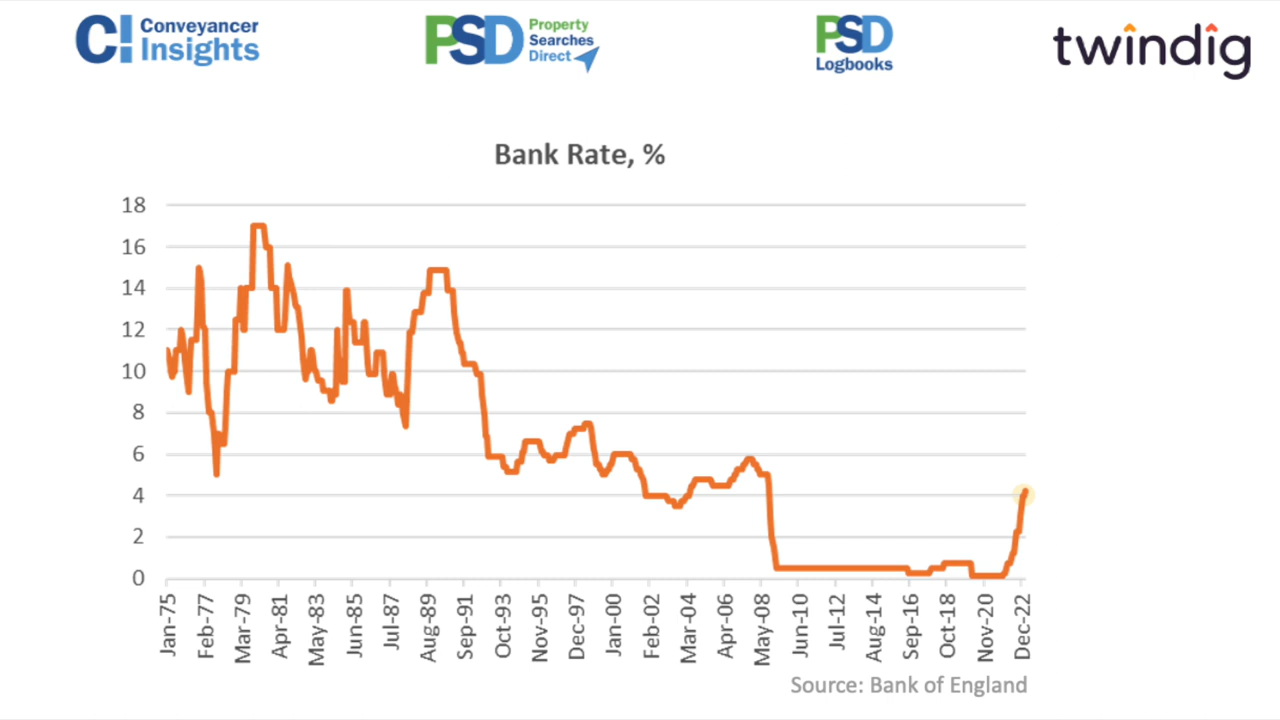 Conveyancer
CI Insights
PSD Property
Searches
Direct
PSD
Logbooks
twindig
Bank Rate, %
18
16
14
12
10
8
6
4
2
0
Jan-75
Feb-77
Mar-79
Apr-81
May-83
Jun-85
Jul-87
Aug-89
Sep-91
Oct-93
Nov-95
Dec-97
Jan-00
Feb-02
Mar-04
Apr-06
May-08
Jun-10
Jul-12
Aug-14
Sep-16
Oct-18
Nov-20
Dec-22
Source: Bank of England